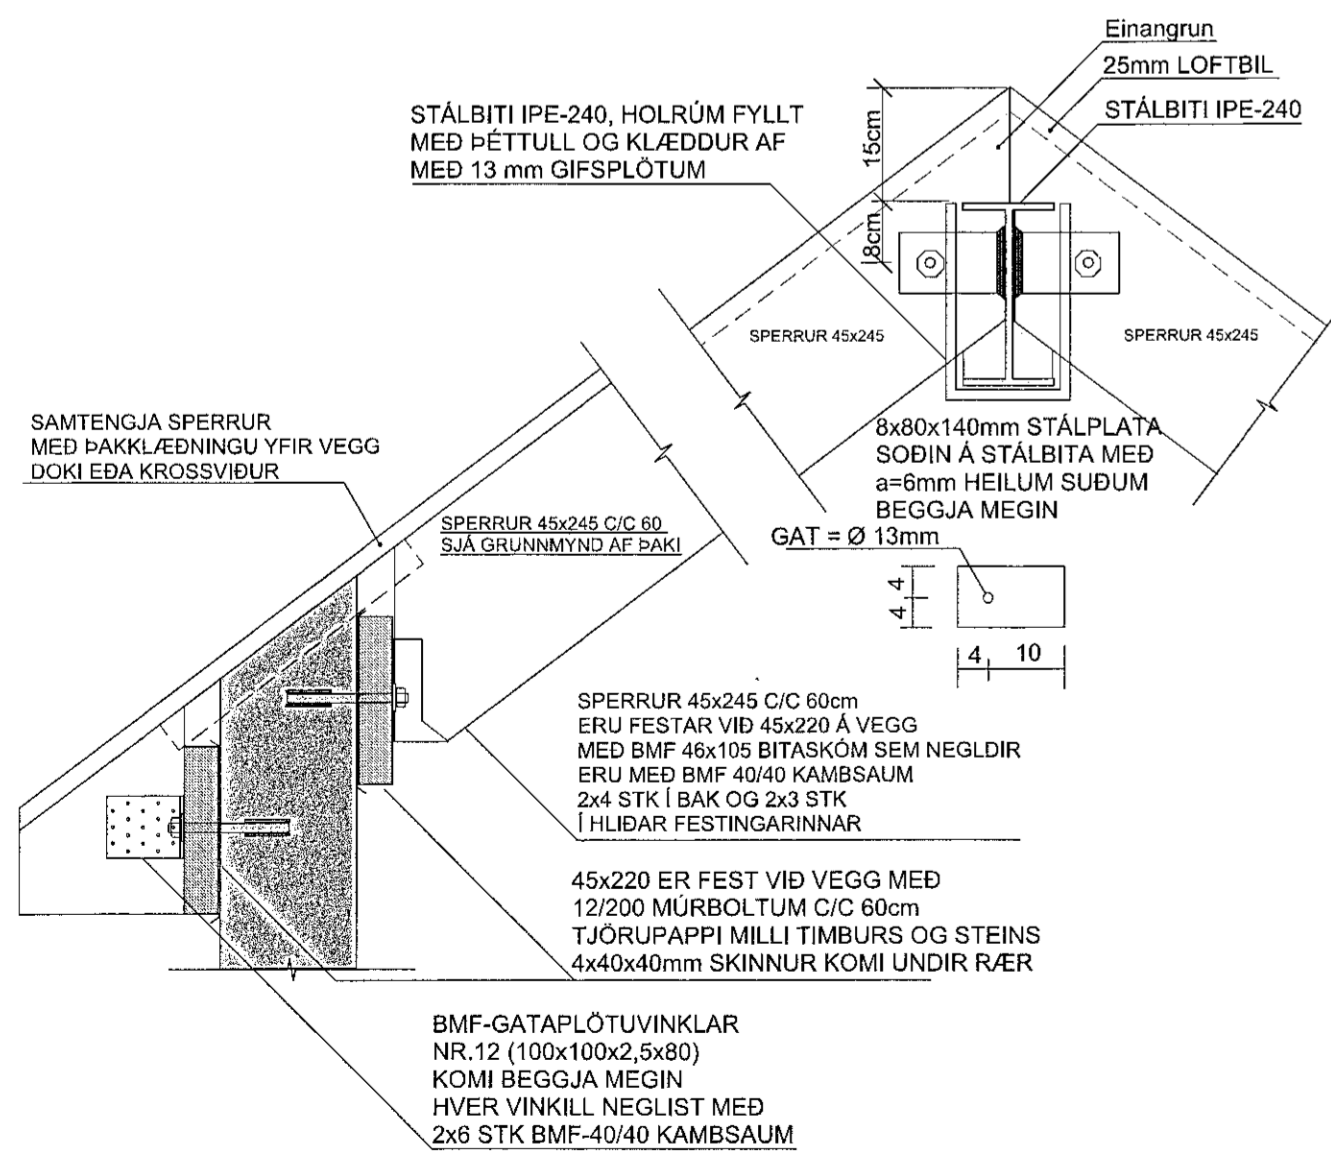 Einangrun
25mm LOFTBIL
STÁLBITI IPE-240
STÁLBITI IPE-240, HOLRÚM FYLLT
MEÐ ÞÉTTULL OG KLÆDDUR AF
MEÐ 13 mm GIFSPLÖTUM
15cm
8cm
SPERRUR 45x245
SPERRUR 45x245
8x80x140mm STÁLPLATA
SOÐIN Á STÁLBITA MEÐ
a=6mm HEILUM SUÐUM
BEGGJA MEGIN
GAT = Ø 13mm
4
4
4
10
SAMTENGJA SPERRUR
MEÐ ÞAKKLÆÐNINGU YFIR VEGG
DOKI EÐA KROSSVIÐUR
SPERRUR 45x245 C/C 60
SJÁ GRUNNMYND AF ÞAKI
SPERRUR 45x245 C/C 60cm
ERU FESTAR VIÐ 45x220 Á VEGG
MEÐ BMF 46x105 BITASKÓM SEM NEGLDIR
ERU MEÐ BMF 40/40 KAMBSAUM
2x4 STK Í BAK OG 2x3 STK
Í HLIÐAR FESTINGARINNAR
45x220 ER FEST VIÐ VEGG MEÐ
12/200 MÚRBOLTUM C/C 60cm
TJÖRUPAPPI MILLI TIMBURS OG STEINS
4x40x40mm SKINNUR KOMI UNDIR RÆR
BMF-GATAPLÖTUVINKLAR
NR.12 (100x100x2,5x80)
KOMI BEGGJA MEGIN
HVER VINKILL NEGLIST MEÐ
2x6 STK BMF-40/40 KAMBSAUM